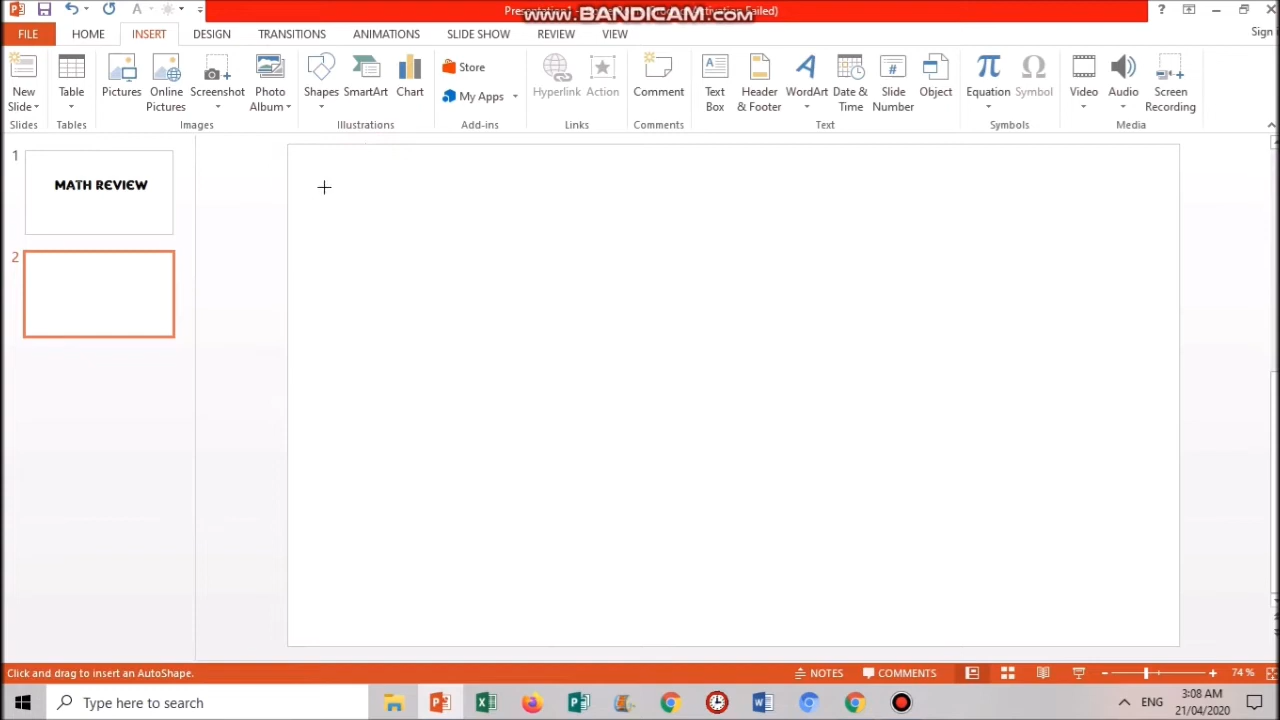 Presentation1
www.BANDICAM.com
Failed)
FILE
HOME
INSERT
DESIGN
TRANSITIONS
ANIMATIONS
SLIDE SHOW
REVIEW
VIEW
Sign
New
Slide
Table
Pictures
Online
Pictures
Screenshot
Photo
Album
Shapes
SmartArt
Chart
Store
My Apps
Hyperlink
Action
Comment
Text
Box
Header
& Footer
WordArt
Date &
Time
Slide
Number
Object
Equation
Symbol
Video
Audio
Screen
Recording
Slides
Tables
Images
Illustrations
Add-ins
Links
Comments
Text
Symbols
Media
1
MATH REVIEW
2
Click and drag to insert an AutoShape.
NOTES
COMMENTS
74 %
Type here to search
ENG
3:08 AM
21/04/2020